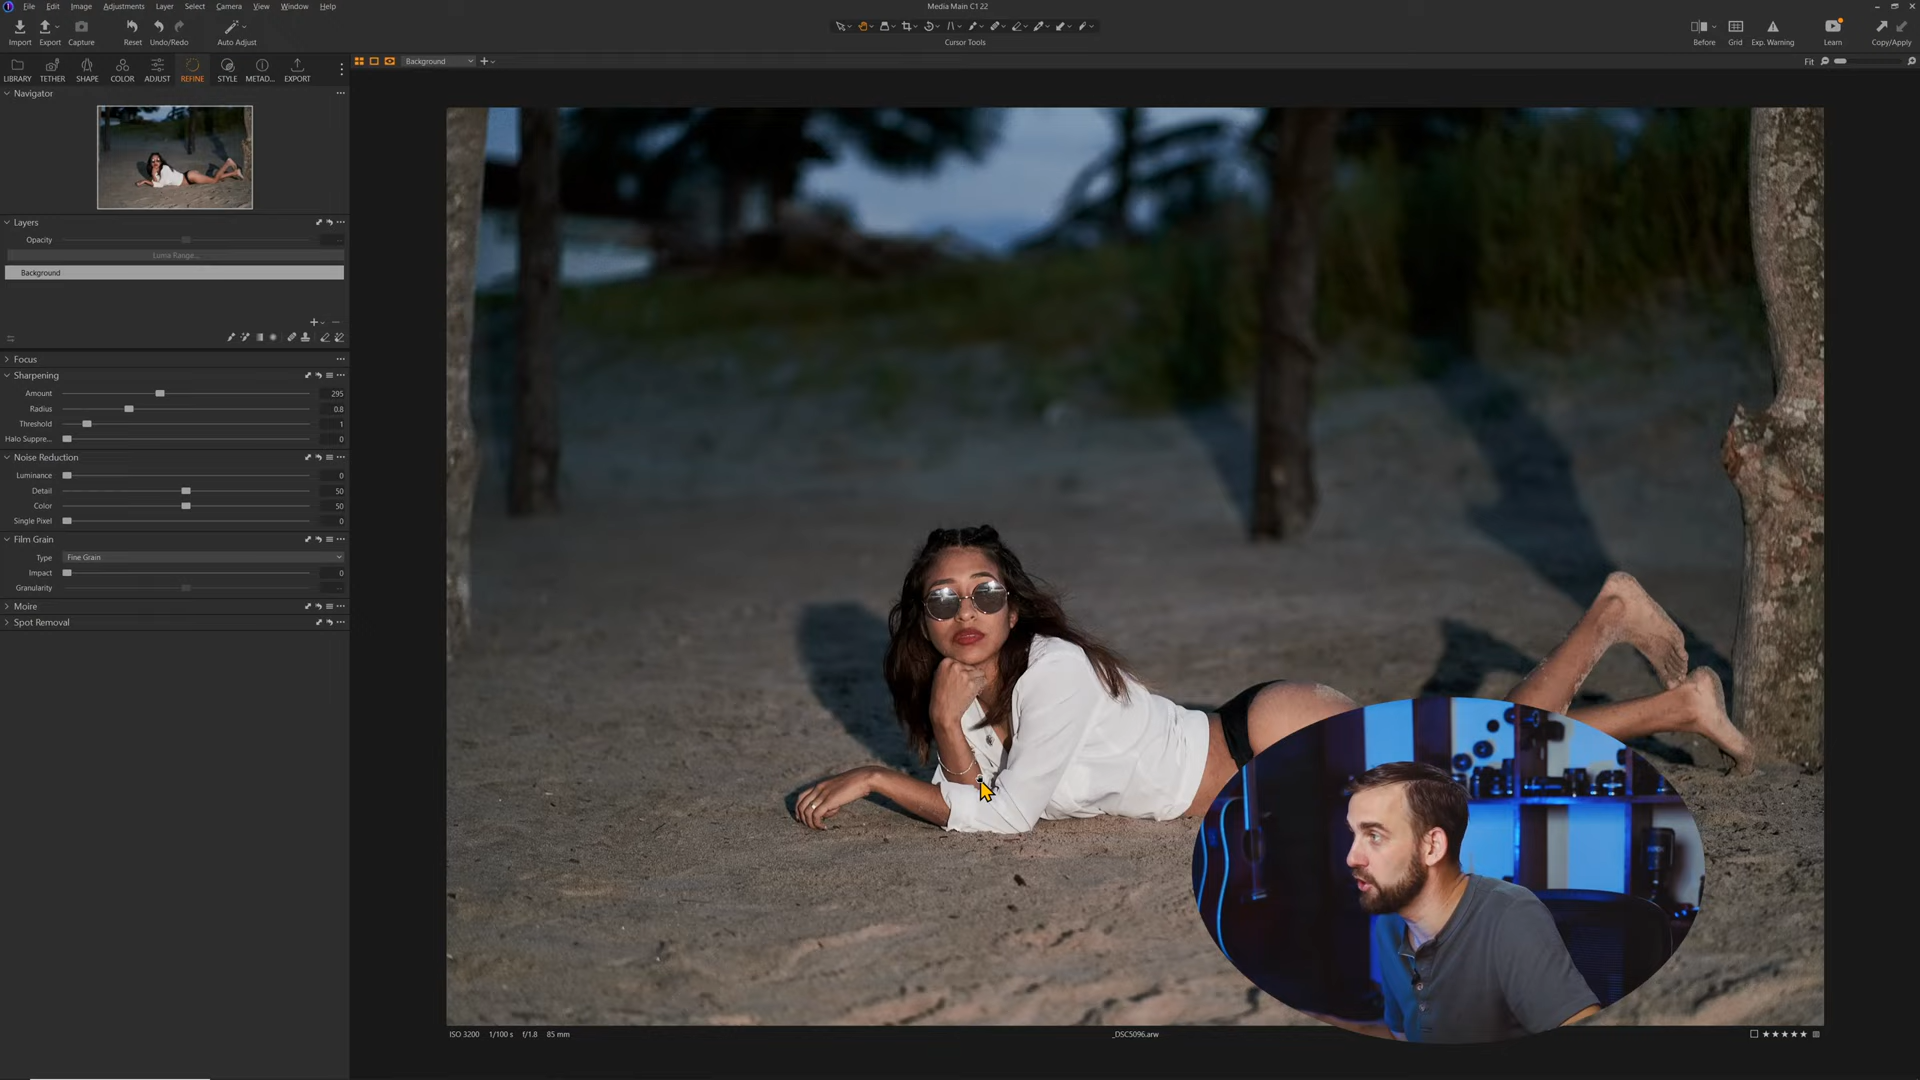 File Edit Image Adjustments Layer Select Camera View Window Help
Media Main C1 22
Import Export Capture Reset Undo/Redo Auto Adjust
Cursor Tools
Before Grid Exp. Warning Learn Copy/Apply
LIBRARY TETHER SHAPE COLOR ADJUST REFINE STYLE METAD... EXPORT
Background
Fit
Navigator
Layers
Opacity
Luma Range...
Background
Focus
Sharpening
Amount 295
Radius 0.8
Threshold 1
Halo Suppre... 0
Noise Reduction
Luminance 0
Detail 50
Color 50
Single Pixel 0
Film Grain
Type Fine Grain
Impact 0
Granularity
Moire
Spot Removal
ISO 3200 1/100 s f/1.8 85 mm
_DSC5096.arw